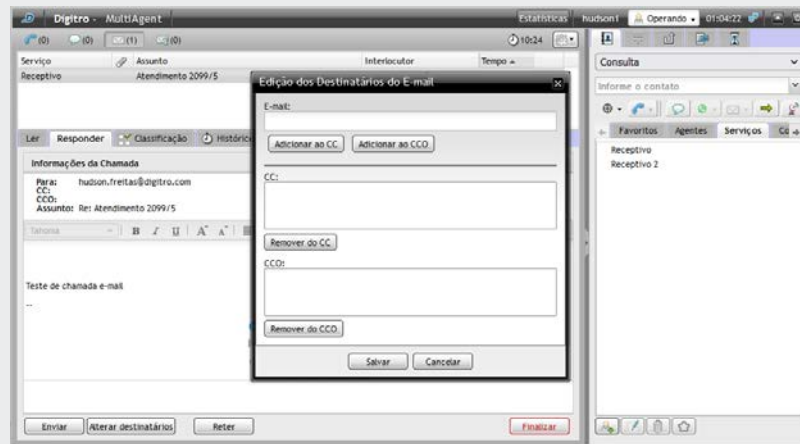 Dígitro - MultiAgent
Estatísticas
hudson1
Operando
01:04:22
(0)
(0)
(1)
(0)
10:24
Serviço
Assunto
Interlocutor
Tempo
Receptivo
Atendimento 2099/5
Ler
Responder
Classificação
Históric
Informações da Chamada
Para: hudson.freitas@digitro.com
CC:
CCO:
Assunto: Re: Atendimento 2099/5
Tahoma
B I U A A
Teste de chamada e-mail
--
Enviar
Alterar destinatários
Reter
Finalizar
Edição dos Destinatários do E-mail
E-mail:
Adicionar ao CC
Adicionar ao CCO
CC:
Remover do CC
CCO:
Remover do CCO
Salvar
Cancelar
Consulta
Informe o contato
Favoritos
Agentes
Serviços
Co
Receptivo
Receptivo 2